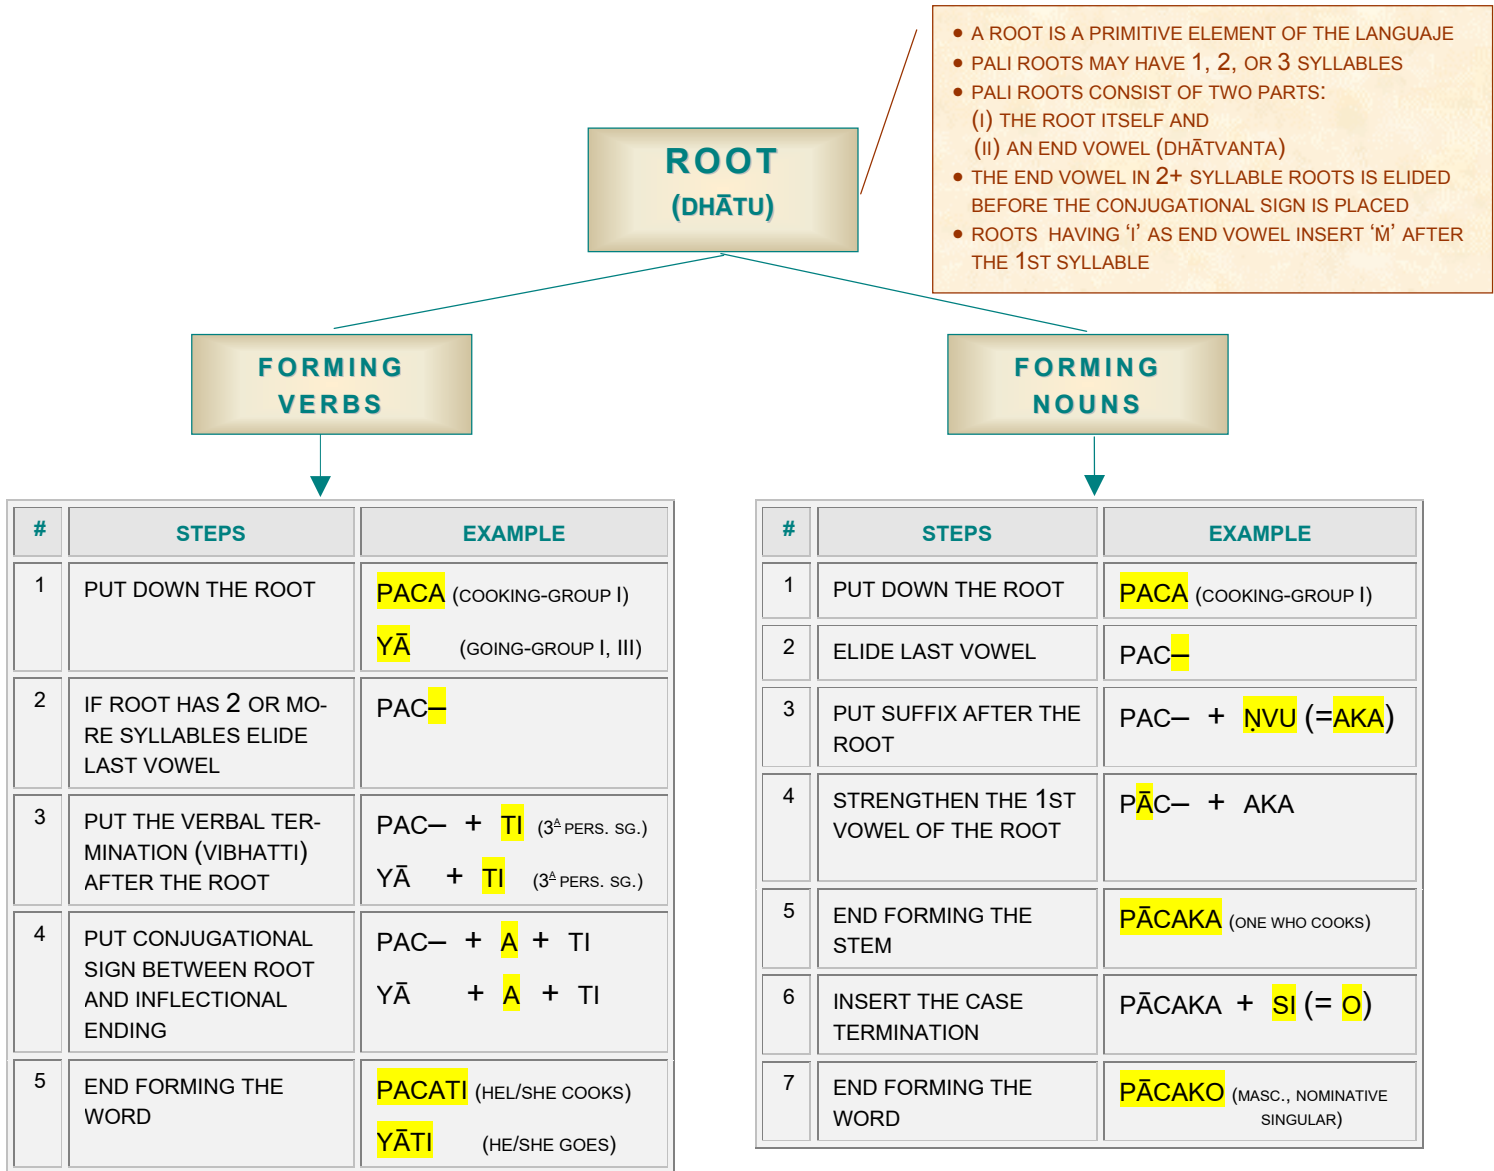 • A ROOT IS A PRIMITIVE ELEMENT OF THE LANGUAJE
• PALI ROOTS MAY HAVE 1, 2, OR 3 SYLLABLES
• PALI ROOTS CONSIST OF TWO PARTS:
(I) THE ROOT ITSELF AND
(II) AN END VOWEL (DHĀTVANTA)
• THE END VOWEL IN 2+ SYLLABLE ROOTS IS ELIDED
BEFORE THE CONJUGATIONAL SIGN IS PLACED
• ROOTS HAVING ‘I’ AS END VOWEL INSERT ‘Ṁ’ AFTER
THE 1ST SYLLABLE
ROOT
(DHĀTU)
FORMING
VERBS
FORMING
NOUNS
# STEPS EXAMPLE
1 PUT DOWN THE ROOT PACA (COOKING-GROUP I)
YĀ (GOING-GROUP I, III)
2 IF ROOT HAS 2 OR MO- PAC–
RE SYLLABLES ELIDE
LAST VOWEL
3 PUT THE VERBAL TER- PAC– + TI (3ª PERS. SG.)
MINATION (VIBHATTI)
AFTER THE ROOT YĀ + TI (3ª PERS. SG.)
4 PUT CONJUGATIONAL PAC– + A + TI
SIGN BETWEEN ROOT
AND INFLECTIONAL YĀ + A + TI
ENDING
5 END FORMING THE PACATI (HEL/SHE COOKS)
WORD YĀTI (HE/SHE GOES)
# STEPS EXAMPLE
1 PUT DOWN THE ROOT PACA (COOKING-GROUP I)
2 ELIDE LAST VOWEL PAC–
3 PUT SUFFIX AFTER THE PAC– + ṆVU (=AKA)
ROOT
4 STRENGTHEN THE 1ST PĀC– + AKA
VOWEL OF THE ROOT
5 END FORMING THE PĀCAKA (ONE WHO COOKS)
STEM
6 INSERT THE CASE PĀCAKA + SI (= O)
TERMINATION
7 END FORMING THE PĀCAKO (MASC., NOMINATIVE
WORD SINGULAR)